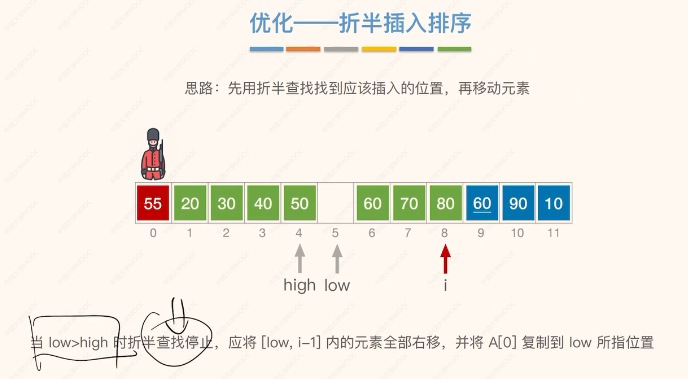 优化——折半插入排序
思路：先用折半查找找到应该插入的位置，再移动元素
55 20 30 40 50 60 70 80 60 90 10
0 1 2 3 4 5 6 7 8 9 10 11
high low i
当 low>high 时折半查找停止，应将 [low, i-1] 内的元素全部右移，并将 A[0] 复制到 low 所指位置